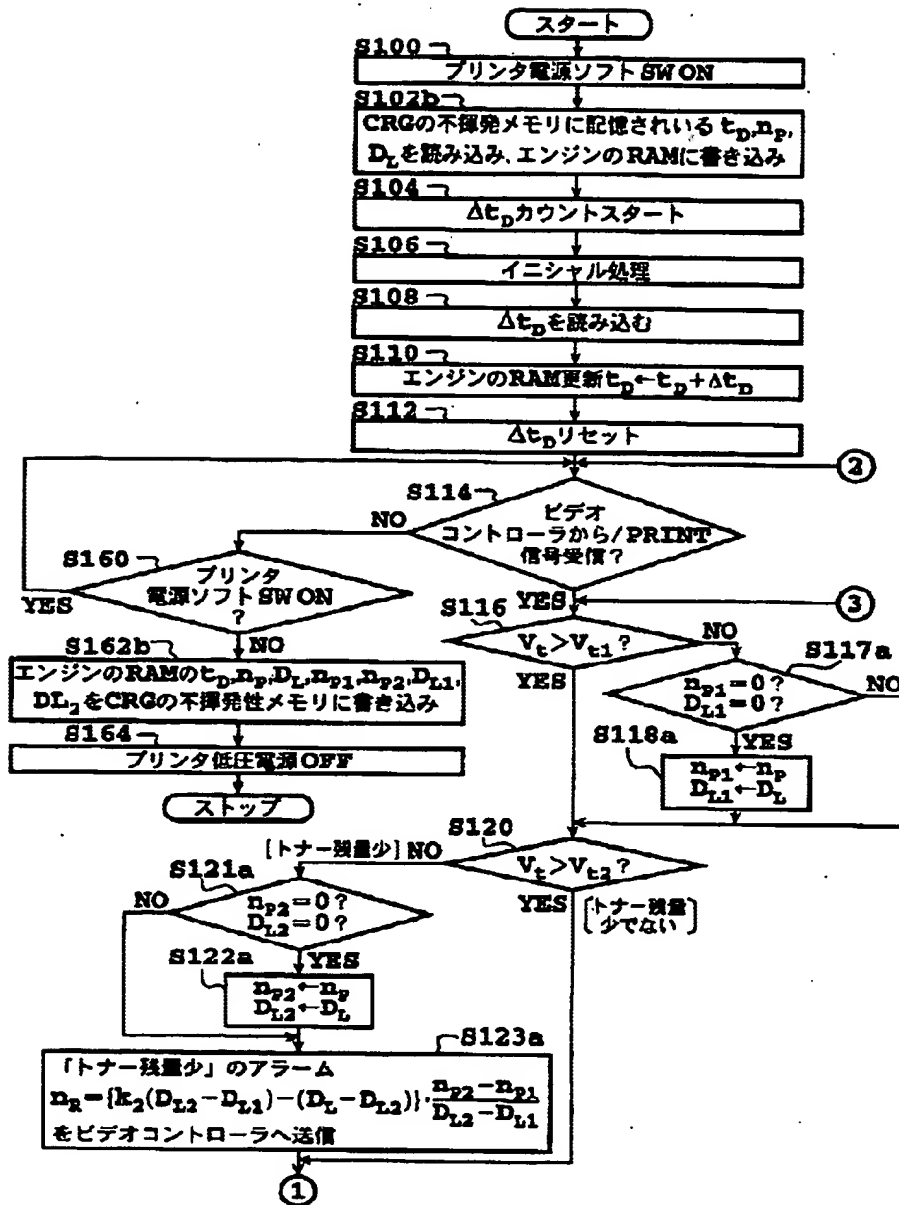 スタート
S100
プリンタ電源ソフトSW ON
S102b
CRGの不揮発メモリに記憶されいる tD,nP,
DLを読み込み、エンジンのRAMに書き込み
S104
ΔtDカウントスタート
S106
イニシャル処理
S108
ΔtDを読み込む
S110
エンジンのRAM更新tD←tD+ΔtD
S112
ΔtDリセット
②
S114
ビデオ
コントローラから/PRINT
信号受信？
NO
YES
S160
プリンタ
電源ソフトSW ON
？
YES
NO
③
S116
Vt>Vt1？
NO
YES
S117a
nP1=0？
DL1=0？
NO
YES
S118a
nP1←nP
DL1←DL
S162b
エンジンのRAMのtD,nP,DL,nP1,nP2,DL1,
DL2をCRGの不揮発性メモリに書き込み
S164
プリンタ低圧電源OFF
ストップ
S120
Vt>Vt2？
[トナー残量少] NO
YES
[トナー残量
少でない]
S121a
nP2=0？
DL2=0？
NO
YES
S122a
nP2←nP
DL2←DL
S123a
「トナー残量少」のアラーム
nR={k2(DL2-DL1)-(DL-DL2)}·(nP2-nP1)/(DL2-DL1)
をビデオコントローラへ送信
①